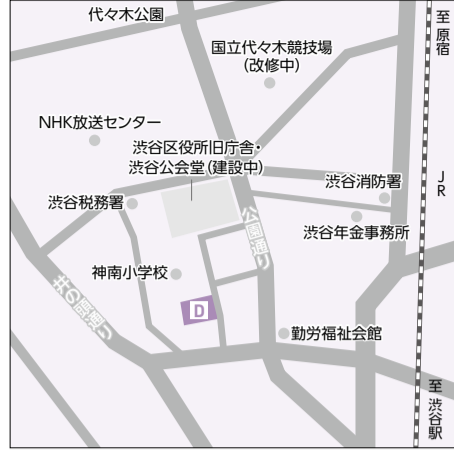 代々木公園
至 原宿
国立代々木競技場
（改修中）
NHK放送センター
渋谷区役所旧庁舎・
渋谷公会堂（建設中）
渋谷消防署
JR
渋谷税務署
渋谷年金事務所
公園通り
神南小学校
井の頭通り
D
勤労福祉会館
至 渋谷駅